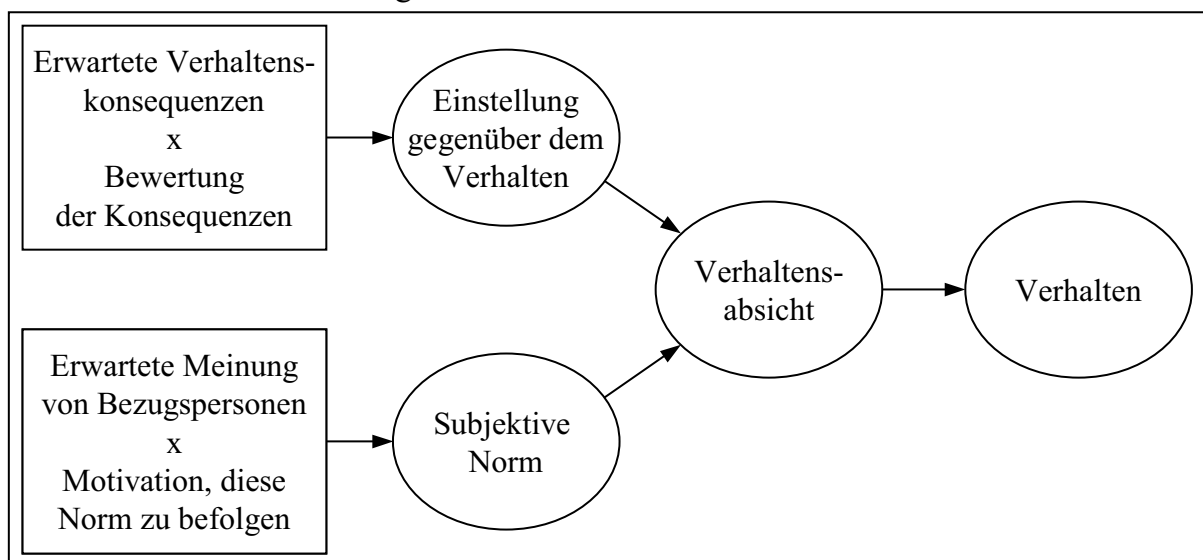 Erwartete Verhaltens-
konsequenzen
x
Bewertung
der Konsequenzen
Einstellung
gegenüber dem
Verhalten
Verhaltens-
absicht
Verhalten
Erwartete Meinung
von Bezugspersonen
x
Motivation, diese
Norm zu befolgen
Subjektive
Norm